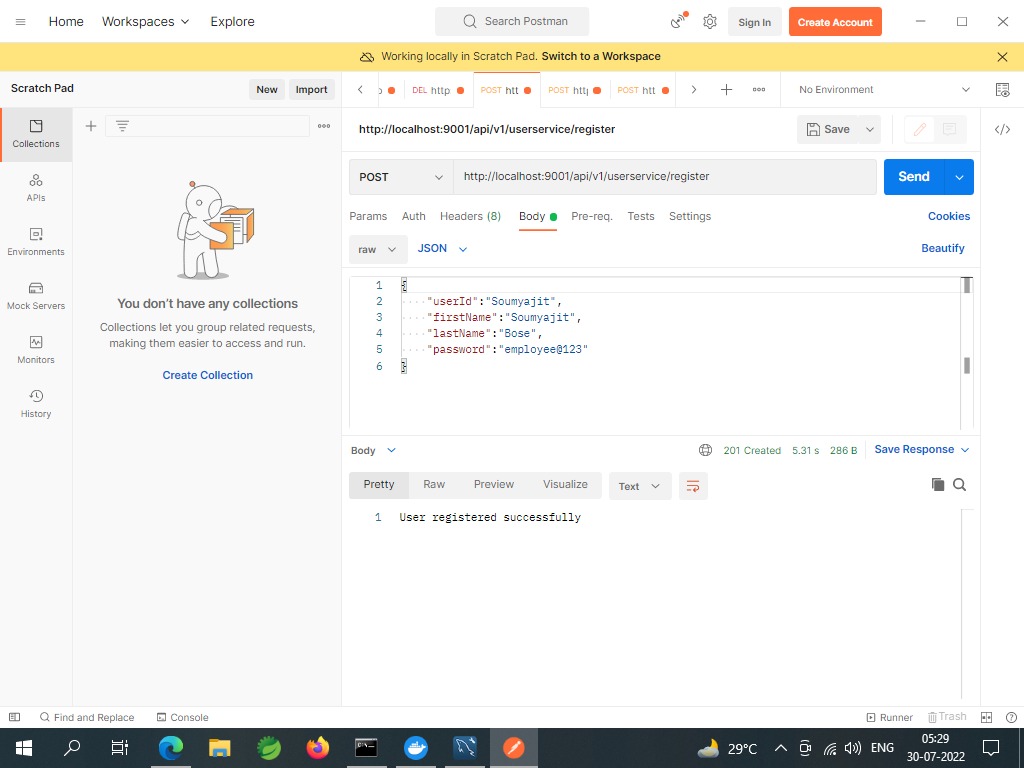 Home Workspaces Explore Search Postman Sign In Create Account
Working locally in Scratch Pad. Switch to a Workspace
Scratch Pad New Import
DEL http POST htt POST htt POST htt No Environment
Collections
APIs
Environments
Mock Servers
Monitors
History
You don't have any collections
Collections let you group related requests,
making them easier to access and run.
Create Collection
http://localhost:9001/api/v1/userservice/register Save
POST http://localhost:9001/api/v1/userservice/register Send
Params Auth Headers (8) Body Pre-req. Tests Settings Cookies
raw JSON Beautify
1 {
2 "userId":"Soumyajit",
3 "firstName":"Soumyajit",
4 "lastName":"Bose",
5 "password":"employee@123"
6 }
Body 201 Created 5.31 s 286 B Save Response
Pretty Raw Preview Visualize Text
1 User registered successfully
Find and Replace Console Runner Trash
29°C ENG 05:29
30-07-2022